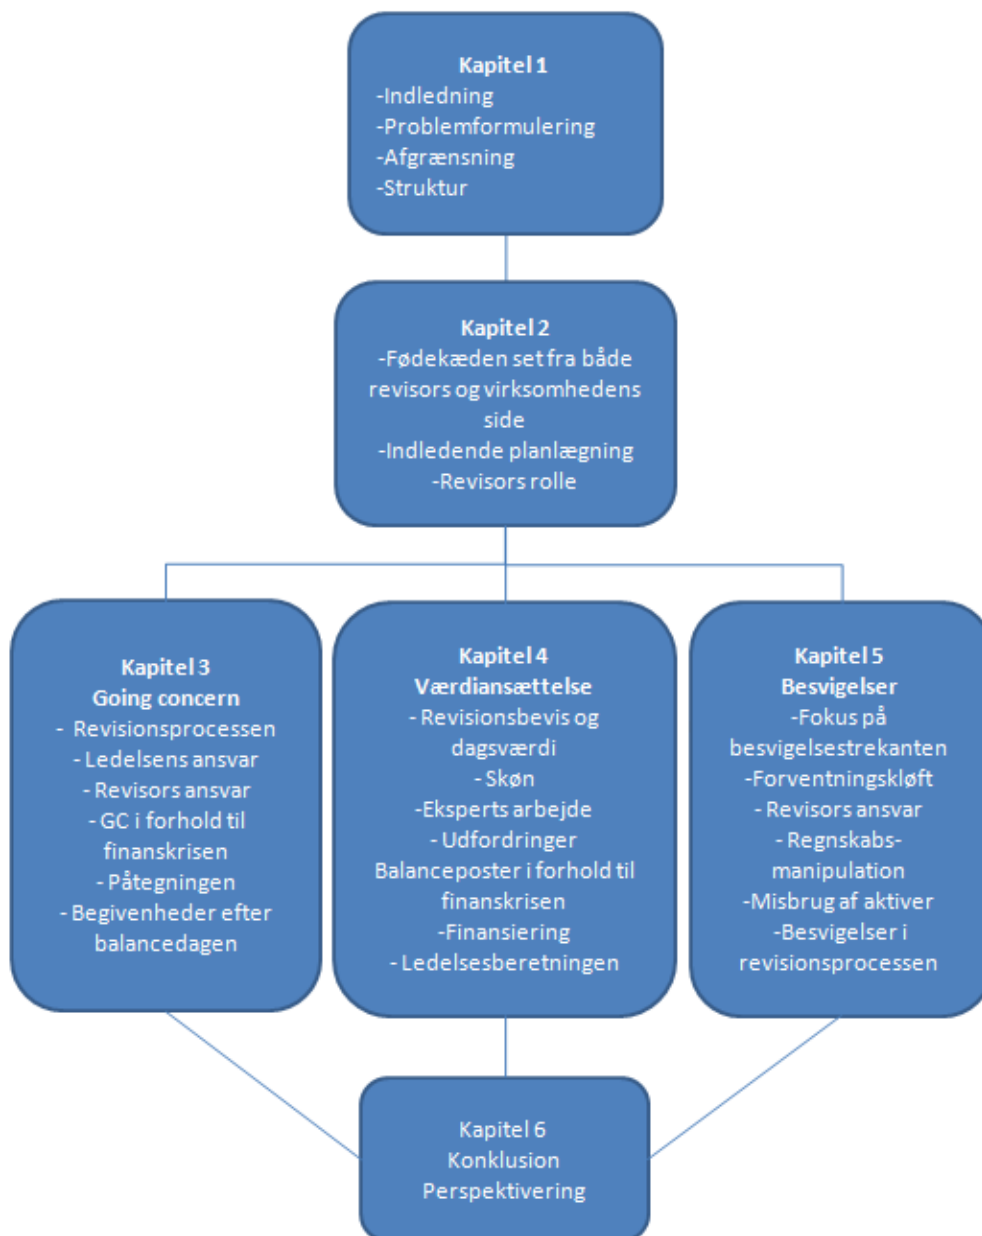 Kapitel 1
-Indledning
-Problemformulering
-Afgrænsning
-Struktur
Kapitel 2
-Fødekæden set fra både
revisors og virksomhedens
side
-Indledende planlægning
-Revisors rolle
Kapitel 3
Going concern
- Revisionsprocessen
- Ledelsens ansvar
- Revisors ansvar
- GC i forhold til
finanskrisen
- Påtegningen
- Begivenheder efter
balancedagen
Kapitel 4
Værdiansættelse
- Revisionsbevis og
dagsværdi
- Skøn
-Eksperts arbejde
- Udfordringer
Balanceposter i forhold til
finanskrisen
-Finansiering
- Ledelsesberetningen
Kapitel 5
Besvigelser
-Fokus på
besvigelsestrekanten
-Forventningskløft
- Revisors ansvar
- Regnskabs-
manipulation
-Misbrug af aktiver
-Besvigelser i
revisionsprocessen
Kapitel 6
Konklusion
Perspektivering